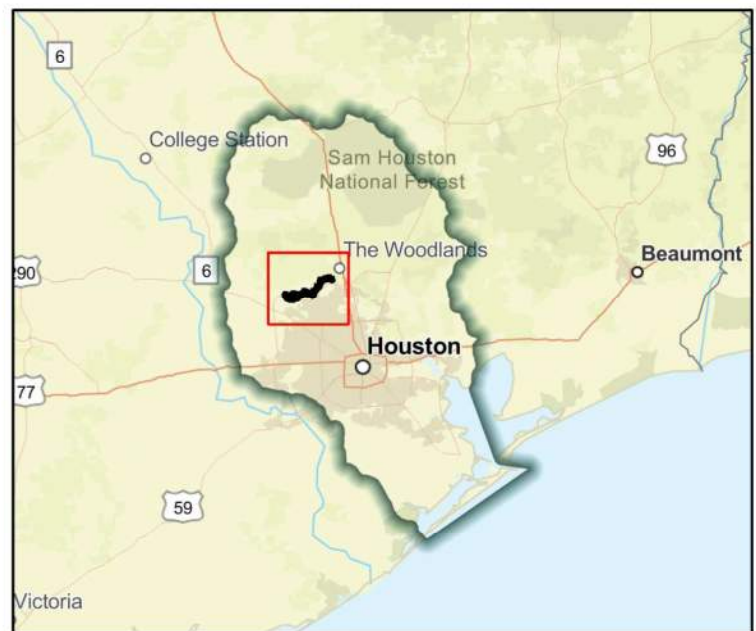 6
College Station
Sam Houston
National Forest
96
The Woodlands
290
6
Beaumont
Houston
77
59
Victoria